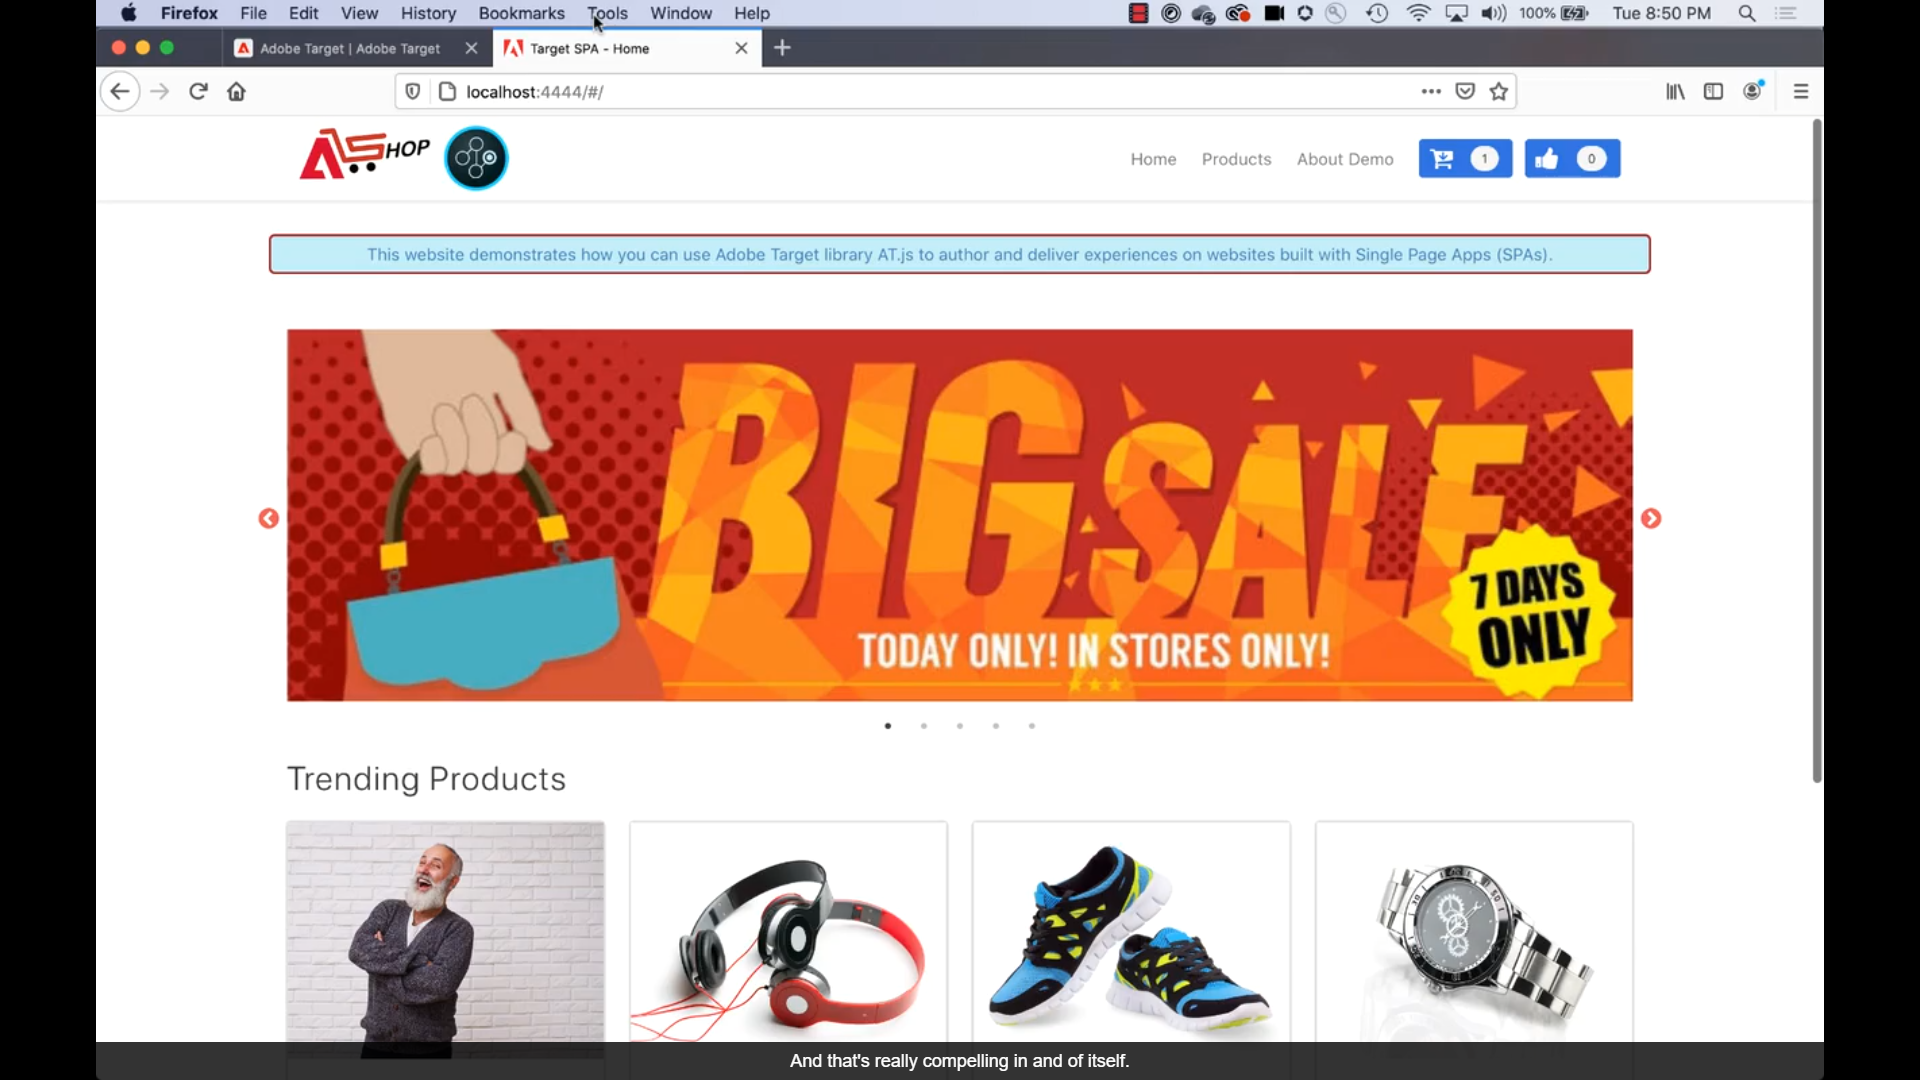 Firefox File Edit View History Bookmarks Tools Window Help 100% Tue 8:50 PM
Adobe Target | Adobe Target Target SPA - Home
localhost:4444/#/
A SHOP Home Products About Demo 1 0
This website demonstrates how you can use Adobe Target library AT.js to author and deliver experiences on websites built with Single Page Apps (SPAs).
BIG SALE
7 DAYS
ONLY
TODAY ONLY! IN STORES ONLY!
Trending Products
And that's really compelling in and of itself.